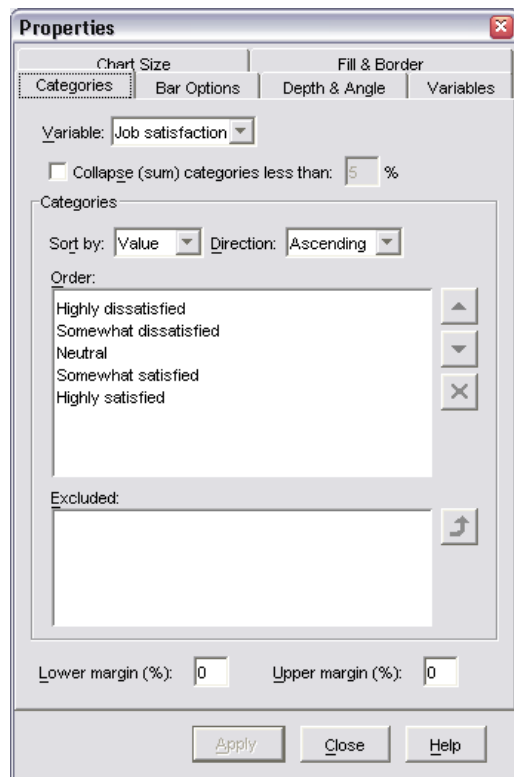 Properties
Chart Size Fill & Border
Categories Bar Options Depth & Angle Variables
Variable: Job satisfaction
Collapse (sum) categories less than: 5 %
Categories
Sort by: Value Direction: Ascending
Order:
Highly dissatisfied
Somewhat dissatisfied
Neutral
Somewhat satisfied
Highly satisfied
Excluded:
Lower margin (%): 0 Upper margin (%): 0
Apply Close Help